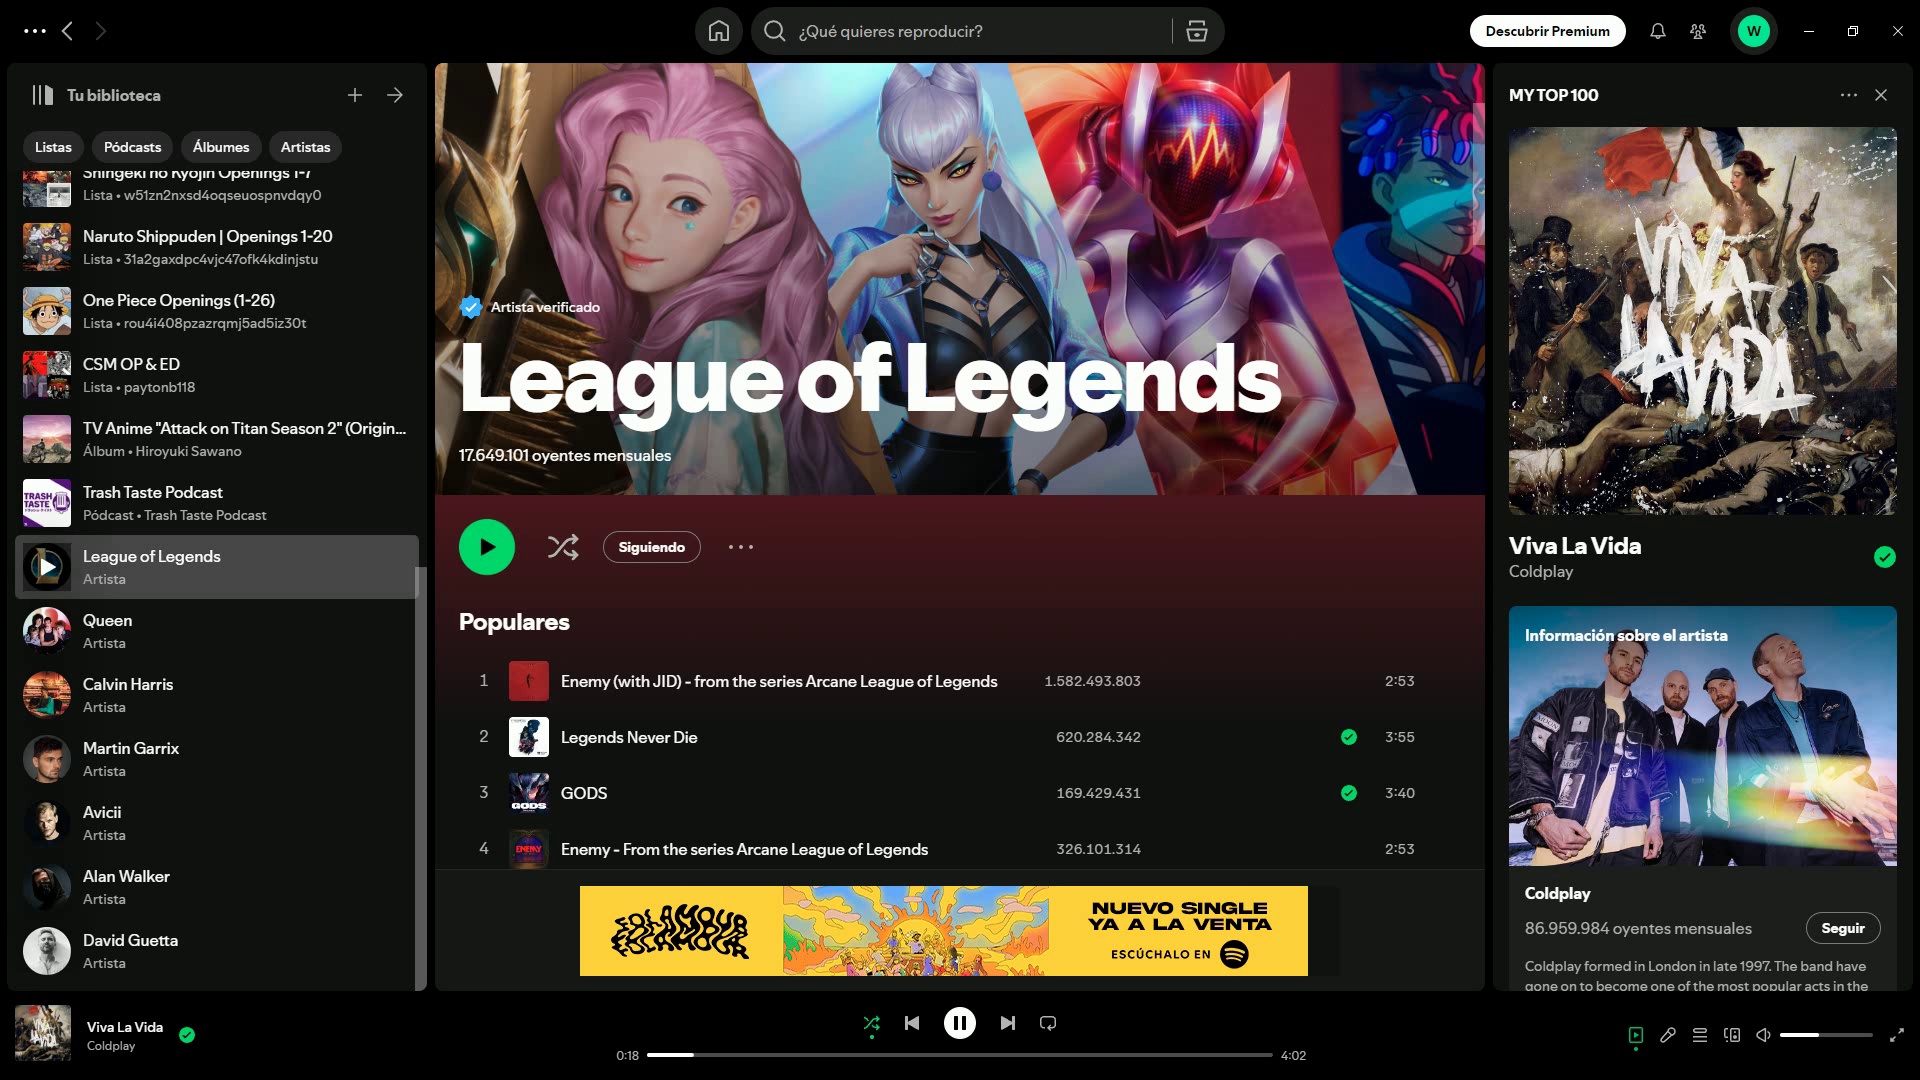 ¿Qué quieres reproducir?
Descubrir Premium
W
Tu biblioteca
Listas
Pódcasts
Álbumes
Artistas
Shingeki no Kyojin Openings 1-7
Lista • w51zn2nxsd4oqseuospnvdqy0
Naruto Shippuden | Openings 1-20
Lista • 31a2gaxdpc4vjc47ofk4kdinjstu
One Piece Openings (1-26)
Lista • rou4i408pzazrqmj5ad5iz30t
CSM OP & ED
Lista • paytonb118
TV Anime "Attack on Titan Season 2" (Origin...
Álbum • Hiroyuki Sawano
TRASH TASTE
Trash Taste Podcast
Pódcast • Trash Taste Podcast
League of Legends
Artista
Queen
Artista
Calvin Harris
Artista
Martin Garrix
Artista
Avicii
Artista
Alan Walker
Artista
David Guetta
Artista
Artista verificado
League of Legends
17.649.101 oyentes mensuales
Siguiendo
Populares
1 Enemy (with JID) - from the series Arcane League of Legends 1.582.493.803 2:53
2 Legends Never Die 620.284.342 3:55
3 GODS GODS 169.429.431 3:40
4 ENEMY Enemy - From the series Arcane League of Legends 326.101.314 2:53
NUEVO SINGLE
YA A LA VENTA
ESCÚCHALO EN
MY TOP 100
VIVA
LA VIDA
Viva La Vida
Coldplay
Información sobre el artista
Coldplay
86.959.984 oyentes mensuales
Seguir
Coldplay formed in London in late 1997. The band have
gone on to become one of the most popular acts in the
Viva La Vida
Coldplay
0:18
4:02